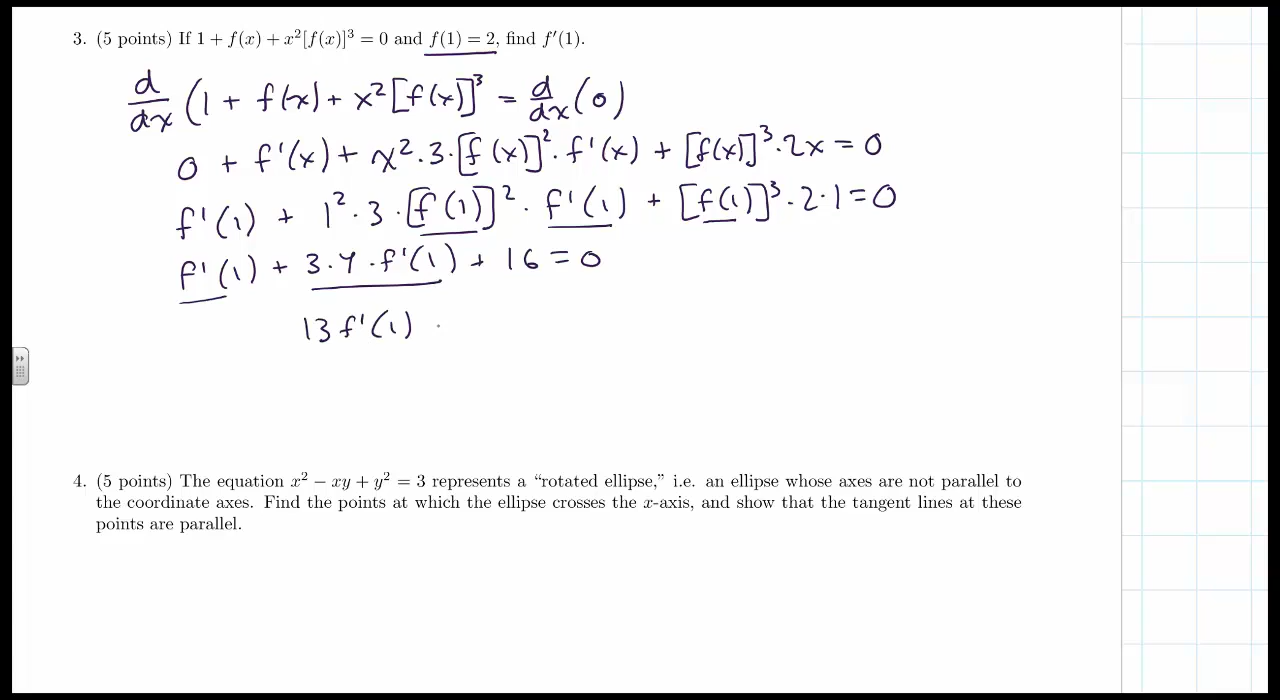 3. (5 points) If 1 + f(x) + x²[f(x)]³ = 0 and f(1) = 2, find f′(1).
d/dx (1 + f(x) + x² [f(x)]³ = d/dx (0)
0 + f'(x) + x² · 3 · [f(x)]² · f'(x) + [f(x)]³ · 2x = 0
f'(1) + 1² · 3 · [f(1)]² · f'(1) + [f(1)]³ · 2 · 1 = 0
f'(1) + 3 · 4 · f'(1) + 16 = 0
13 f'(1)
4. (5 points) The equation x² − xy + y² = 3 represents a “rotated ellipse,” i.e. an ellipse whose axes are not parallel to
the coordinate axes. Find the points at which the ellipse crosses the x-axis, and show that the tangent lines at these
points are parallel.